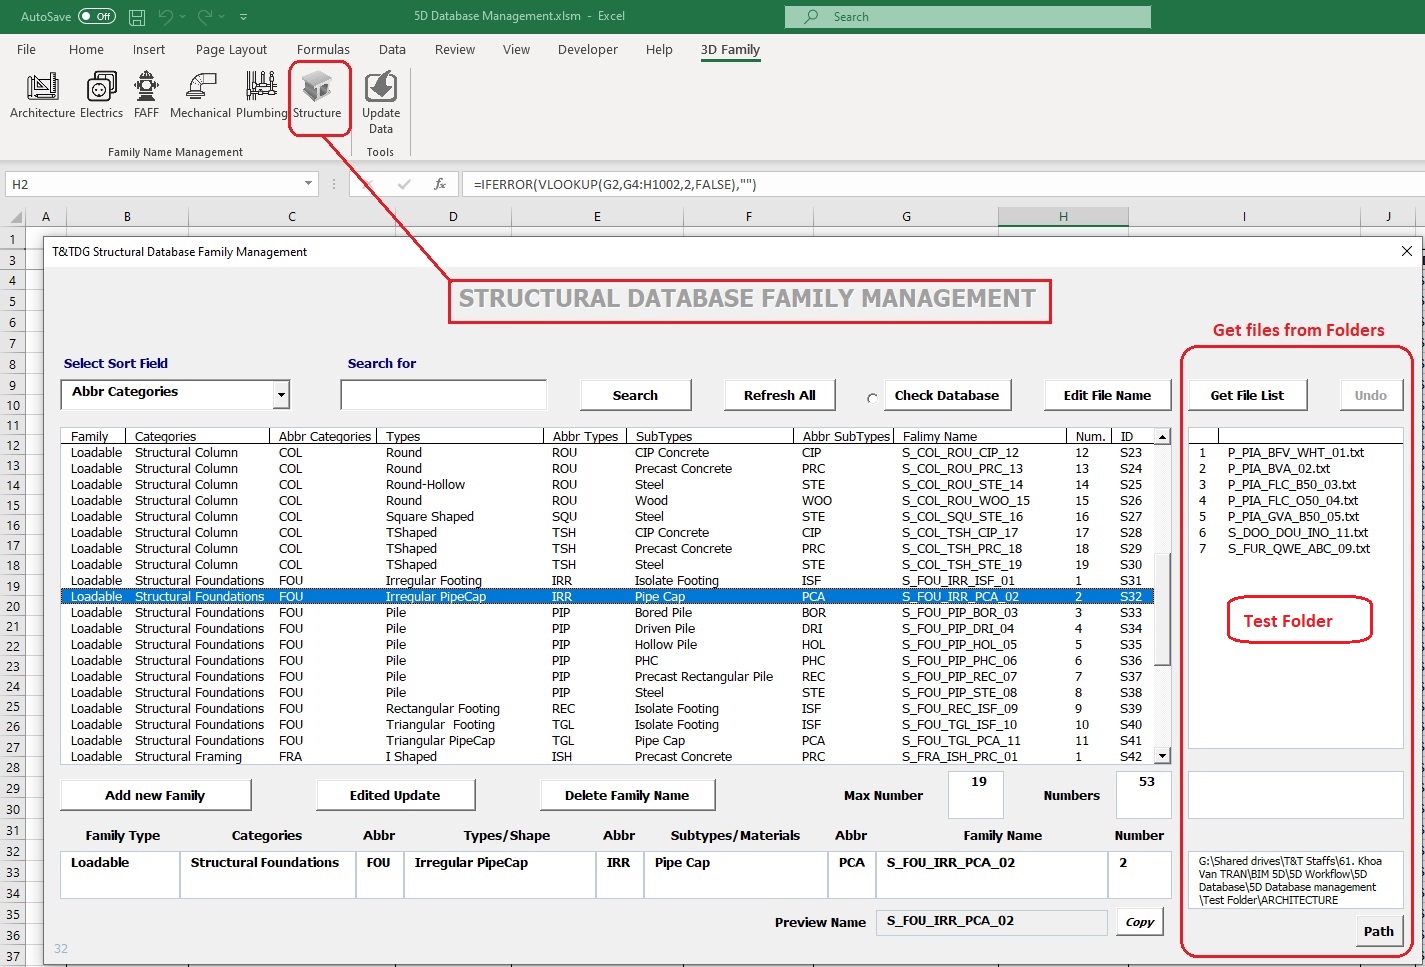 AutoSave Off 5D Database Management.xlsm - Excel Search
File Home Insert Page Layout Formulas Data Review View Developer Help 3D Family
Architecture Electrics FAFF Mechanical Plumbing Structure Update Data
Family Name Management Tools
H2 fx =IFERROR(VLOOKUP(G2,G4:H1002,2,FALSE),"")
A B C D E F G H I J
1
3
4
5
6
7
8
9
10
11
12
13
14
15
16
17
18
19
20
21
22
23
24
25
26
27
28
29
30
31
32
33
34
35
36
37
T&TDG Structural Database Family Management
STRUCTURAL DATABASE FAMILY MANAGEMENT
Get files from Folders
Select Sort Field Search for
Abbr Categories Search Refresh All Check Database Edit File Name Get File List Undo
Family Categories Abbr Categories Types Abbr Types SubTypes Abbr SubTypes Falimy Name Num. ID
Loadable Structural Column COL Round ROU CIP Concrete CIP S_COL_ROU_CIP_12 12 S23
Loadable Structural Column COL Round ROU Precast Concrete PRC S_COL_ROU_PRC_13 13 S24
Loadable Structural Column COL Round-Hollow ROU Steel STE S_COL_ROU_STE_14 14 S25
Loadable Structural Column COL Round ROU Wood WOO S_COL_ROU_WOO_15 15 S26
Loadable Structural Column COL Square Shaped SQU Steel STE S_COL_SQU_STE_16 16 S27
Loadable Structural Column COL TShaped TSH CIP Concrete CIP S_COL_TSH_CIP_17 17 S28
Loadable Structural Column COL TShaped TSH Precast Concrete PRC S_COL_TSH_PRC_18 18 S29
Loadable Structural Column COL TShaped TSH Steel STE S_COL_TSH_STE_19 19 S30
Loadable Structural Foundations FOU Irregular Footing IRR Isolate Footing ISF S_FOU_IRR_ISF_01 1 S31
Loadable Structural Foundations FOU Irregular PipeCap IRR Pipe Cap PCA S_FOU_IRR_PCA_02 2 S32
Loadable Structural Foundations FOU Pile PIP Bored Pile BOR S_FOU_PIP_BOR_03 3 S33
Loadable Structural Foundations FOU Pile PIP Driven Pile DRI S_FOU_PIP_DRI_04 4 S34
Loadable Structural Foundations FOU Pile PIP Hollow Pile HOL S_FOU_PIP_HOL_05 5 S35
Loadable Structural Foundations FOU Pile PIP PHC PHC S_FOU_PIP_PHC_06 6 S36
Loadable Structural Foundations FOU Pile PIP Precast Rectangular Pile REC S_FOU_PIP_REC_07 7 S37
Loadable Structural Foundations FOU Pile PIP Steel STE S_FOU_PIP_STE_08 8 S38
Loadable Structural Foundations FOU Rectangular Footing REC Isolate Footing ISF S_FOU_REC_ISF_09 9 S39
Loadable Structural Foundations FOU Triangular Footing TGL Isolate Footing ISF S_FOU_TGL_ISF_10 10 S40
Loadable Structural Foundations FOU Triangular PipeCap TGL Pipe Cap PCA S_FOU_TGL_PCA_11 11 S41
Loadable Structural Framing FRA I Shaped ISH Precast Concrete PRC S_FRA_ISH_PRC_01 1 S42
1 P_PIA_BFV_WHT_01.txt
2 P_PIA_BVA_02.txt
3 P_PIA_FLC_B50_03.txt
4 P_PIA_FLC_O50_04.txt
5 P_PIA_GVA_B50_05.txt
6 S_DOO_DOU_INO_11.txt
7 S_FUR_QWE_ABC_09.txt
Test Folder
Add new Family Edited Update Delete Family Name Max Number 19 Numbers 53
Family Type Categories Abbr Types/Shape Abbr Subtypes/Materials Abbr Family Name Number
Loadable Structural Foundations FOU Irregular PipeCap IRR Pipe Cap PCA S_FOU_IRR_PCA_02 2
G:\Shared drives\T&T Staffs\61. Khoa
Van TRAN\BIM 5D\5D Workflow\5D
Database\5D Database management
\Test Folder\ARCHITECTURE
Preview Name S_FOU_IRR_PCA_02 Copy
Path
32